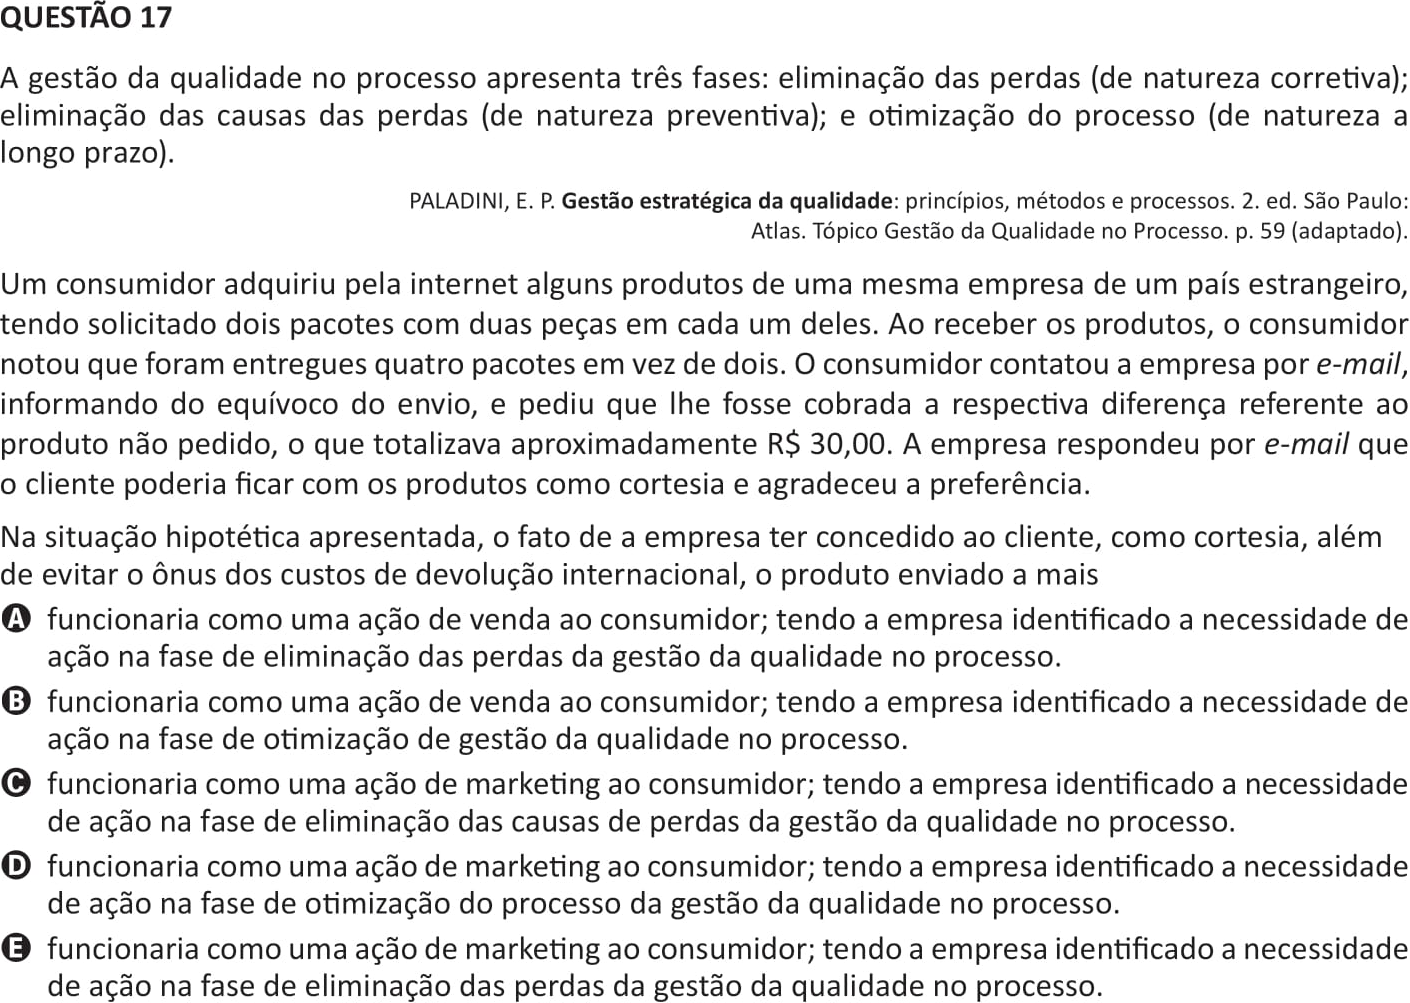 QUESTÃO 17
A gestão da qualidade no processo apresenta três fases: eliminação das perdas (de natureza corretiva);
eliminação das causas das perdas (de natureza preventiva); e otimização do processo (de natureza a
longo prazo).
PALADINI, E. P. Gestão estratégica da qualidade: princípios, métodos e processos. 2. ed. São Paulo:
Atlas. Tópico Gestão da Qualidade no Processo. p. 59 (adaptado).
Um consumidor adquiriu pela internet alguns produtos de uma mesma empresa de um país estrangeiro,
tendo solicitado dois pacotes com duas peças em cada um deles. Ao receber os produtos, o consumidor
notou que foram entregues quatro pacotes em vez de dois. O consumidor contatou a empresa por e-mail,
informando do equívoco do envio, e pediu que lhe fosse cobrada a respectiva diferença referente ao
produto não pedido, o que totalizava aproximadamente R$ 30,00. A empresa respondeu por e-mail que
o cliente poderia ficar com os produtos como cortesia e agradeceu a preferência.
Na situação hipotética apresentada, o fato de a empresa ter concedido ao cliente, como cortesia, além
de evitar o ônus dos custos de devolução internacional, o produto enviado a mais
A funcionaria como uma ação de venda ao consumidor; tendo a empresa identificado a necessidade de
ação na fase de eliminação das perdas da gestão da qualidade no processo.
B funcionaria como uma ação de venda ao consumidor; tendo a empresa identificado a necessidade de
ação na fase de otimização de gestão da qualidade no processo.
C funcionaria como uma ação de marketing ao consumidor; tendo a empresa identificado a necessidade
de ação na fase de eliminação das causas de perdas da gestão da qualidade no processo.
D funcionaria como uma ação de marketing ao consumidor; tendo a empresa identificado a necessidade
de ação na fase de otimização do processo da gestão da qualidade no processo.
E funcionaria como uma ação de marketing ao consumidor; tendo a empresa identificado a necessidade
de ação na fase de eliminação das perdas da gestão da qualidade no processo.